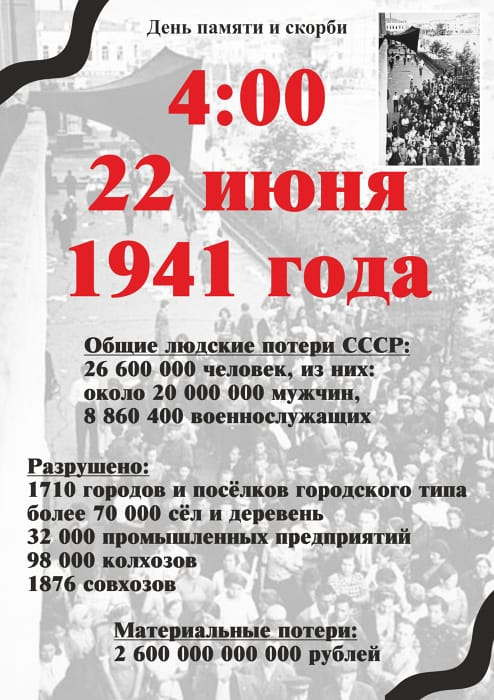 День памяти и скорби
4:00
22 июня
1941 года
Общие людские потери СССР:
26 600 000 человек, из них:
около 20 000 000 мужчин,
8 860 400 военнослужащих
Разрушено:
1710 городов и посёлков городского типа
более 70 000 сёл и деревень
32 000 промышленных предприятий
98 000 колхозов
1876 совхозов
Материальные потери:
2 600 000 000 000 рублей